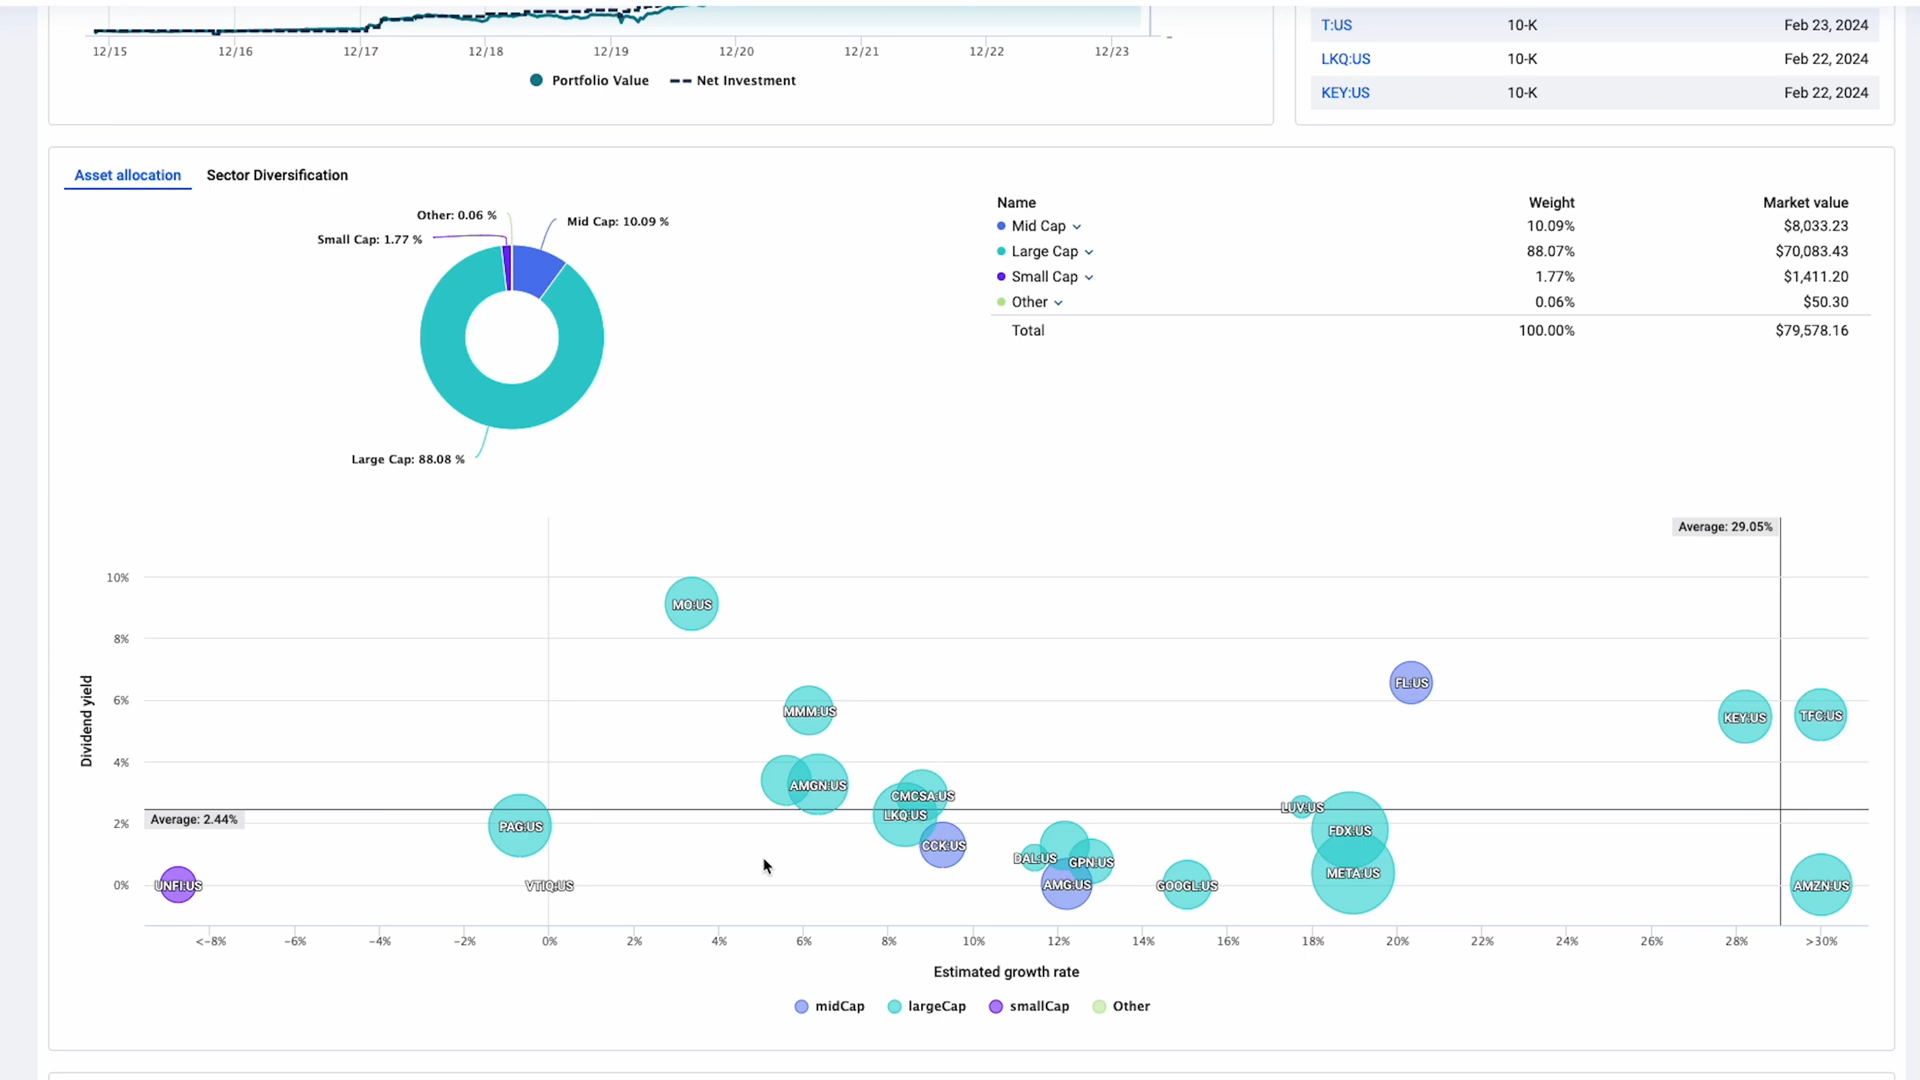 12/15 12/16 12/17 12/18 12/19 12/20 12/21 12/22 12/23
Portfolio Value Net Investment
T:US 10-K Feb 23, 2024
LKQ:US 10-K Feb 22, 2024
KEY:US 10-K Feb 22, 2024
Asset allocation Sector Diversification
Other: 0.06 %
Mid Cap: 10.09 %
Small Cap: 1.77 %
Large Cap: 88.08 %
Name Weight Market value
Mid Cap 10.09% $8,033.23
Large Cap 88.07% $70,083.43
Small Cap 1.77% $1,411.20
Other 0.06% $50.30
Total 100.00% $79,578.16
Average: 29.05%
10%
MO:US
8%
FL:US
6%
MMM:US
KEY:US
TFC:US
Dividend yield
4%
AMGN:US
CMCSA:US
LUV:US
LKQ:US
Average: 2.44%
2%
PAG:US
FDX:US
CCK:US
DAL:US
GPN:US
META:US
0%
UNFI:US
VTIQ:US
AMG:US
GOOGL:US
AMZN:US
<-8% -6% -4% -2% 0% 2% 4% 6% 8% 10% 12% 14% 16% 18% 20% 22% 24% 26% 28% >30%
Estimated growth rate
midCap largeCap smallCap Other